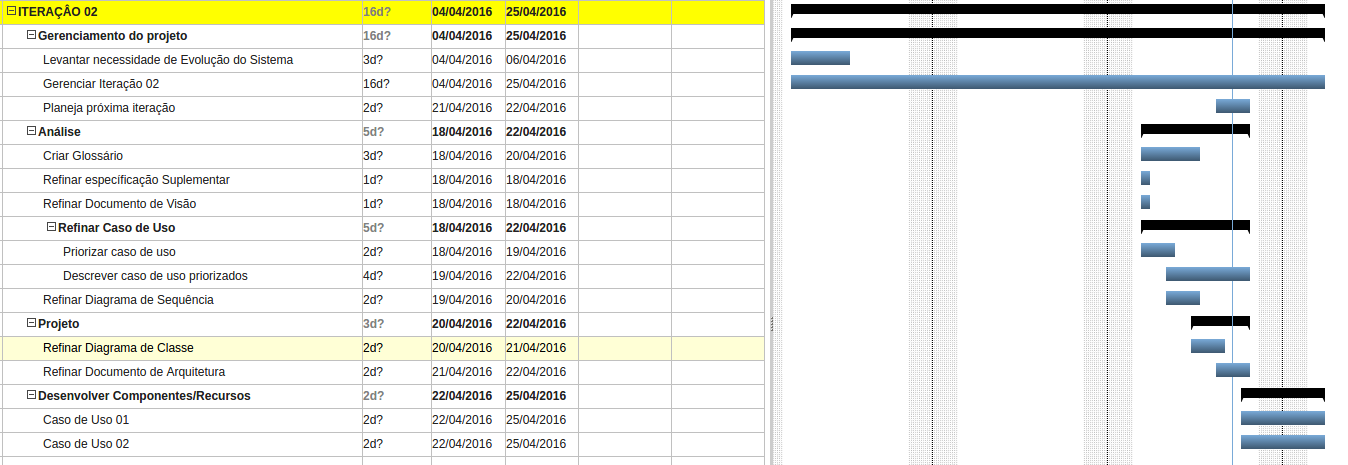 ITERAÇÂO 02 16d? 04/04/2016 25/04/2016
Gerenciamento do projeto 16d? 04/04/2016 25/04/2016
Levantar necessidade de Evolução do Sistema 3d? 04/04/2016 06/04/2016
Gerenciar Iteração 02 16d? 04/04/2016 25/04/2016
Planeja próxima iteração 2d? 21/04/2016 22/04/2016
Análise 5d? 18/04/2016 22/04/2016
Criar Glossário 3d? 18/04/2016 20/04/2016
Refinar específicação Suplementar 1d? 18/04/2016 18/04/2016
Refinar Documento de Visão 1d? 18/04/2016 18/04/2016
Refinar Caso de Uso 5d? 18/04/2016 22/04/2016
Priorizar caso de uso 2d? 18/04/2016 19/04/2016
Descrever caso de uso priorizados 4d? 19/04/2016 22/04/2016
Refinar Diagrama de Sequência 2d? 19/04/2016 20/04/2016
Projeto 3d? 20/04/2016 22/04/2016
Refinar Diagrama de Classe 2d? 20/04/2016 21/04/2016
Refinar Documento de Arquitetura 2d? 21/04/2016 22/04/2016
Desenvolver Componentes/Recursos 2d? 22/04/2016 25/04/2016
Caso de Uso 01 2d? 22/04/2016 25/04/2016
Caso de Uso 02 2d? 22/04/2016 25/04/2016